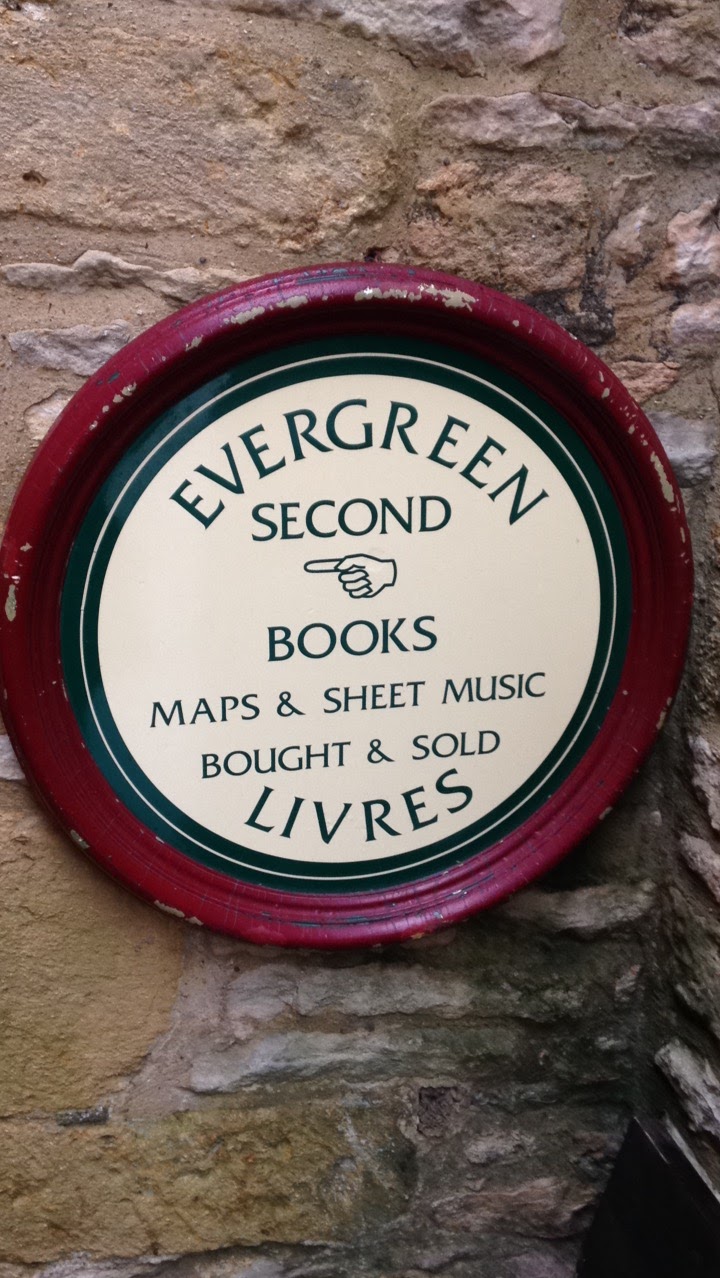 EVERGREEN
SECOND
BOOKS
MAPS & SHEET MUSIC
BOUGHT & SOLD
LIVRES